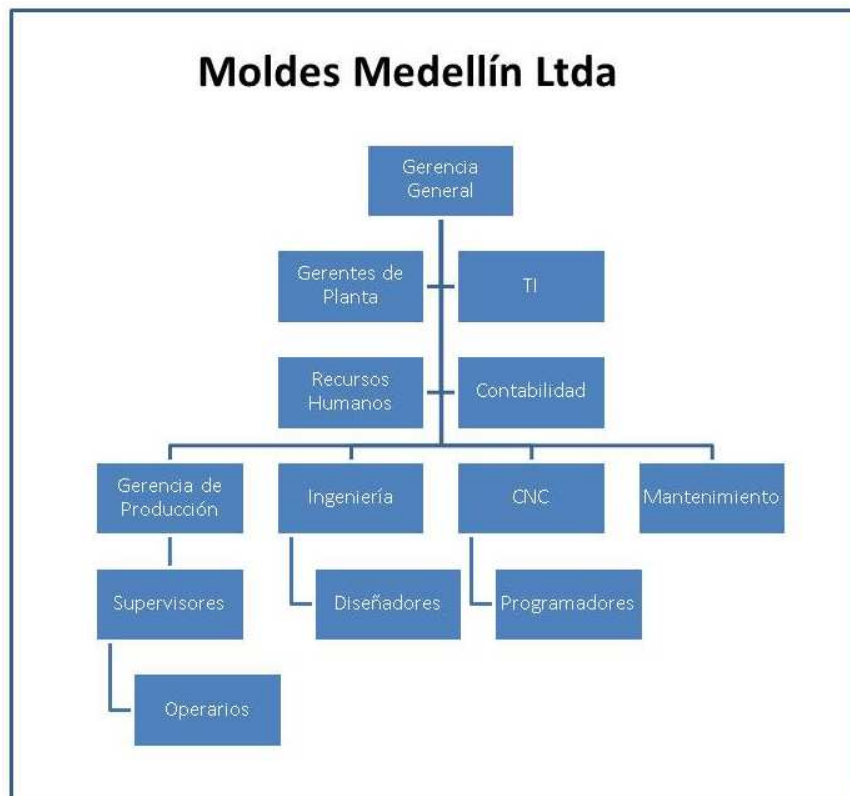 Moldes Medellín Ltda
Gerencia
General
Gerentes de
Planta
TI
Recursos
Humanos
Contabilidad
Gerencia de
Producción
Ingeniería
CNC
Mantenimiento
Supervisores
Diseñadores
Programadores
Operarios